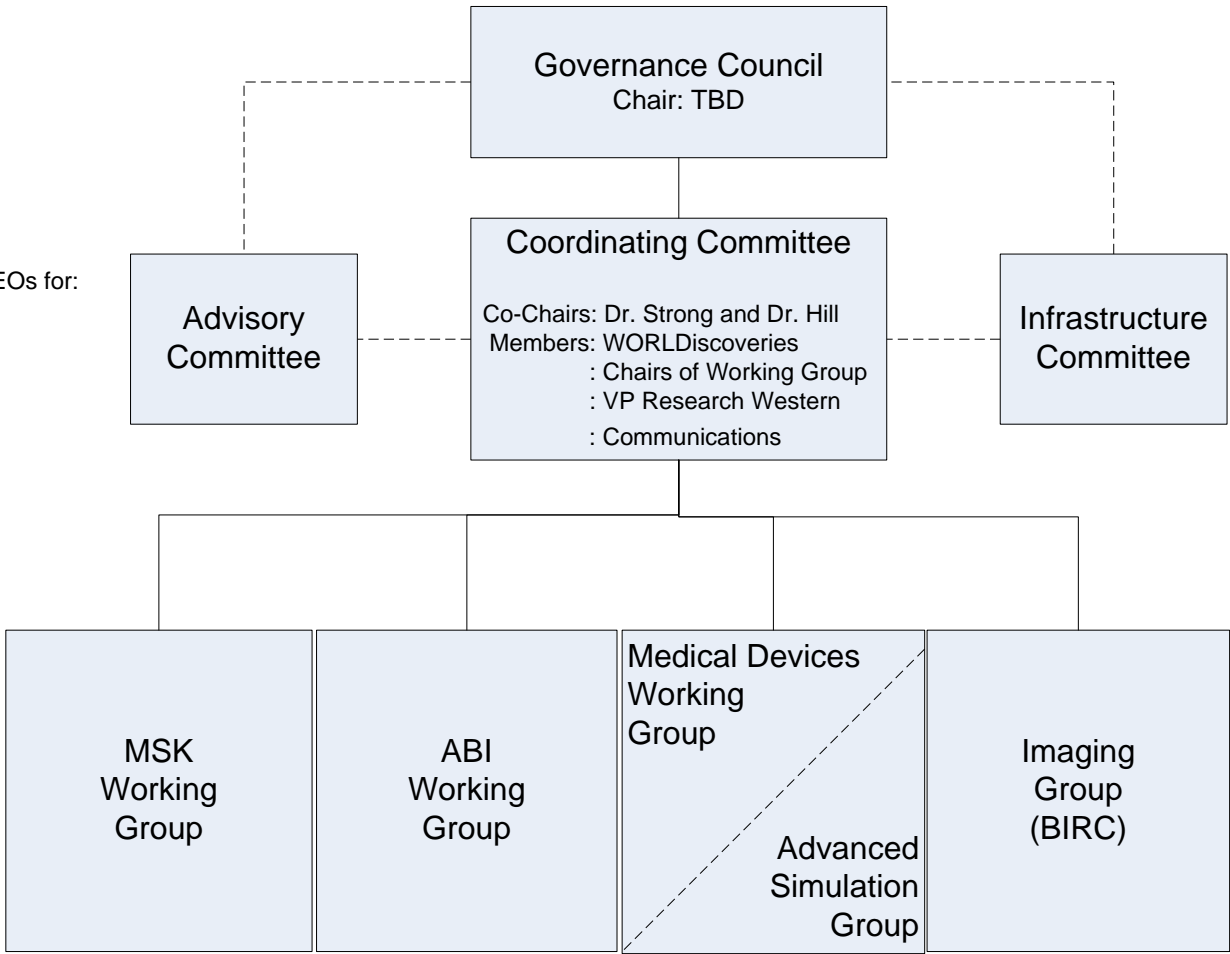 Governance Council
Chair: TBD
EOs for:
Advisory
Committee
Coordinating Committee
Co-Chairs: Dr. Strong and Dr. Hill
Members: WORLDiscoveries
: Chairs of Working Group
: VP Research Western
: Communications
Infrastructure
Committee
MSK
Working
Group
ABI
Working
Group
Medical Devices
Working
Group
Advanced
Simulation
Group
Imaging
Group
(BIRC)